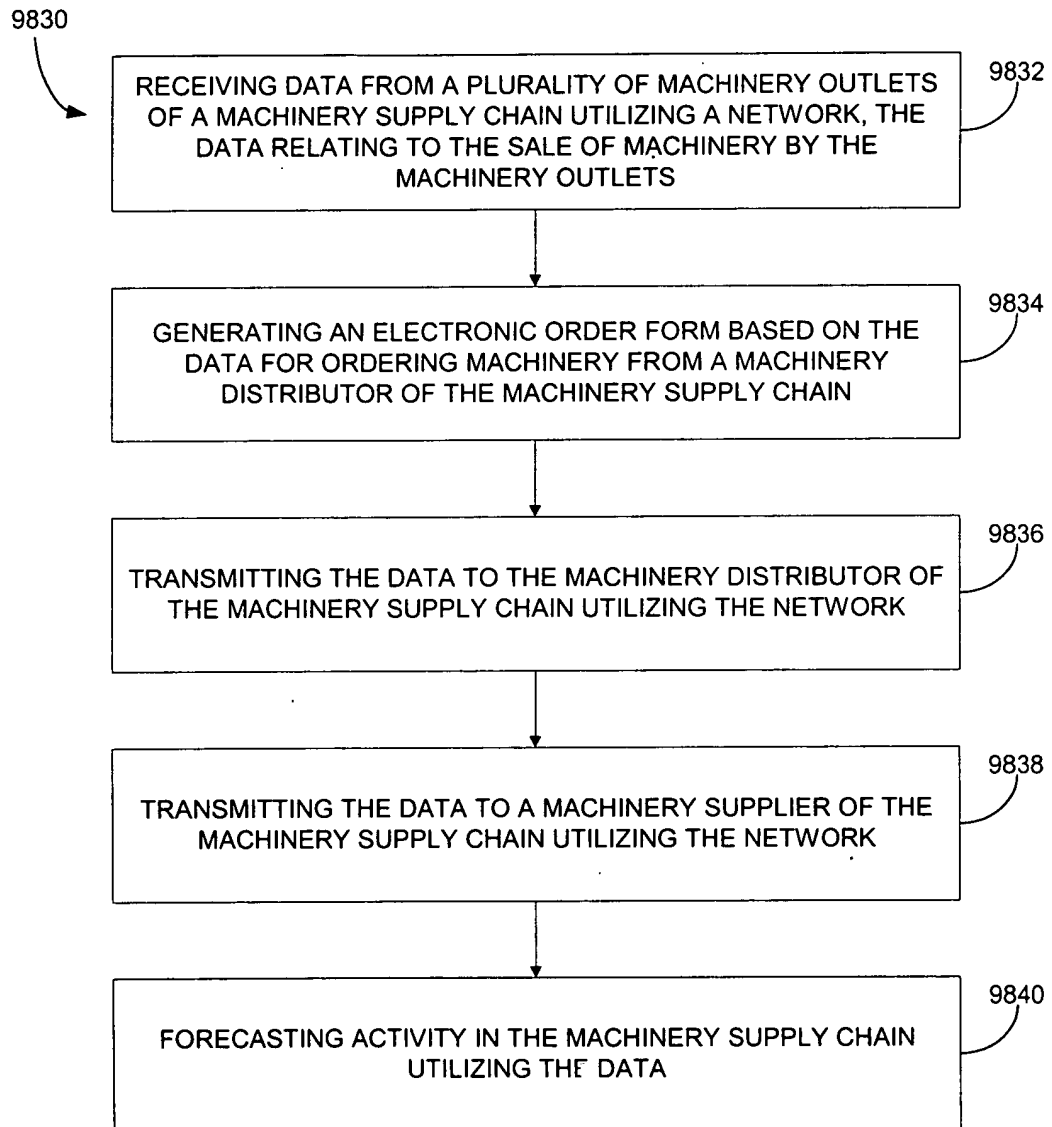 9830
RECEIVING DATA FROM A PLURALITY OF MACHINERY OUTLETS
OF A MACHINERY SUPPLY CHAIN UTILIZING A NETWORK, THE
DATA RELATING TO THE SALE OF MACHINERY BY THE
MACHINERY OUTLETS
9832
GENERATING AN ELECTRONIC ORDER FORM BASED ON THE
DATA FOR ORDERING MACHINERY FROM A MACHINERY
DISTRIBUTOR OF THE MACHINERY SUPPLY CHAIN
9834
TRANSMITTING THE DATA TO THE MACHINERY DISTRIBUTOR OF
THE MACHINERY SUPPLY CHAIN UTILIZING THE NETWORK
9836
TRANSMITTING THE DATA TO A MACHINERY SUPPLIER OF THE
MACHINERY SUPPLY CHAIN UTILIZING THE NETWORK
9838
FORECASTING ACTIVITY IN THE MACHINERY SUPPLY CHAIN
UTILIZING THE DATA
9840